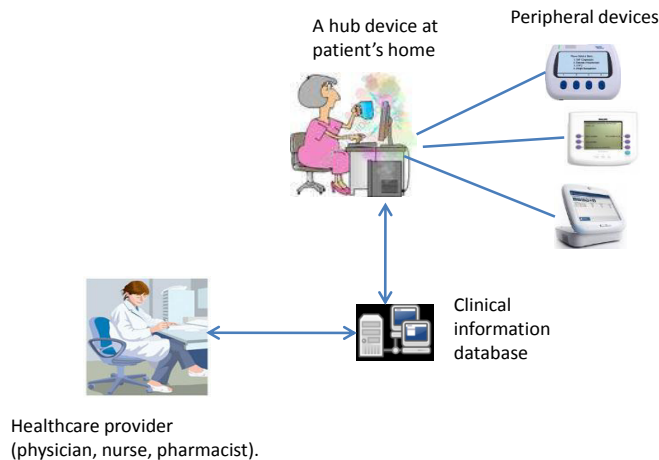 Peripheral devices
A hub device at
patient's home
Clinical
information
database
Healthcare provider
(physician, nurse, pharmacist).